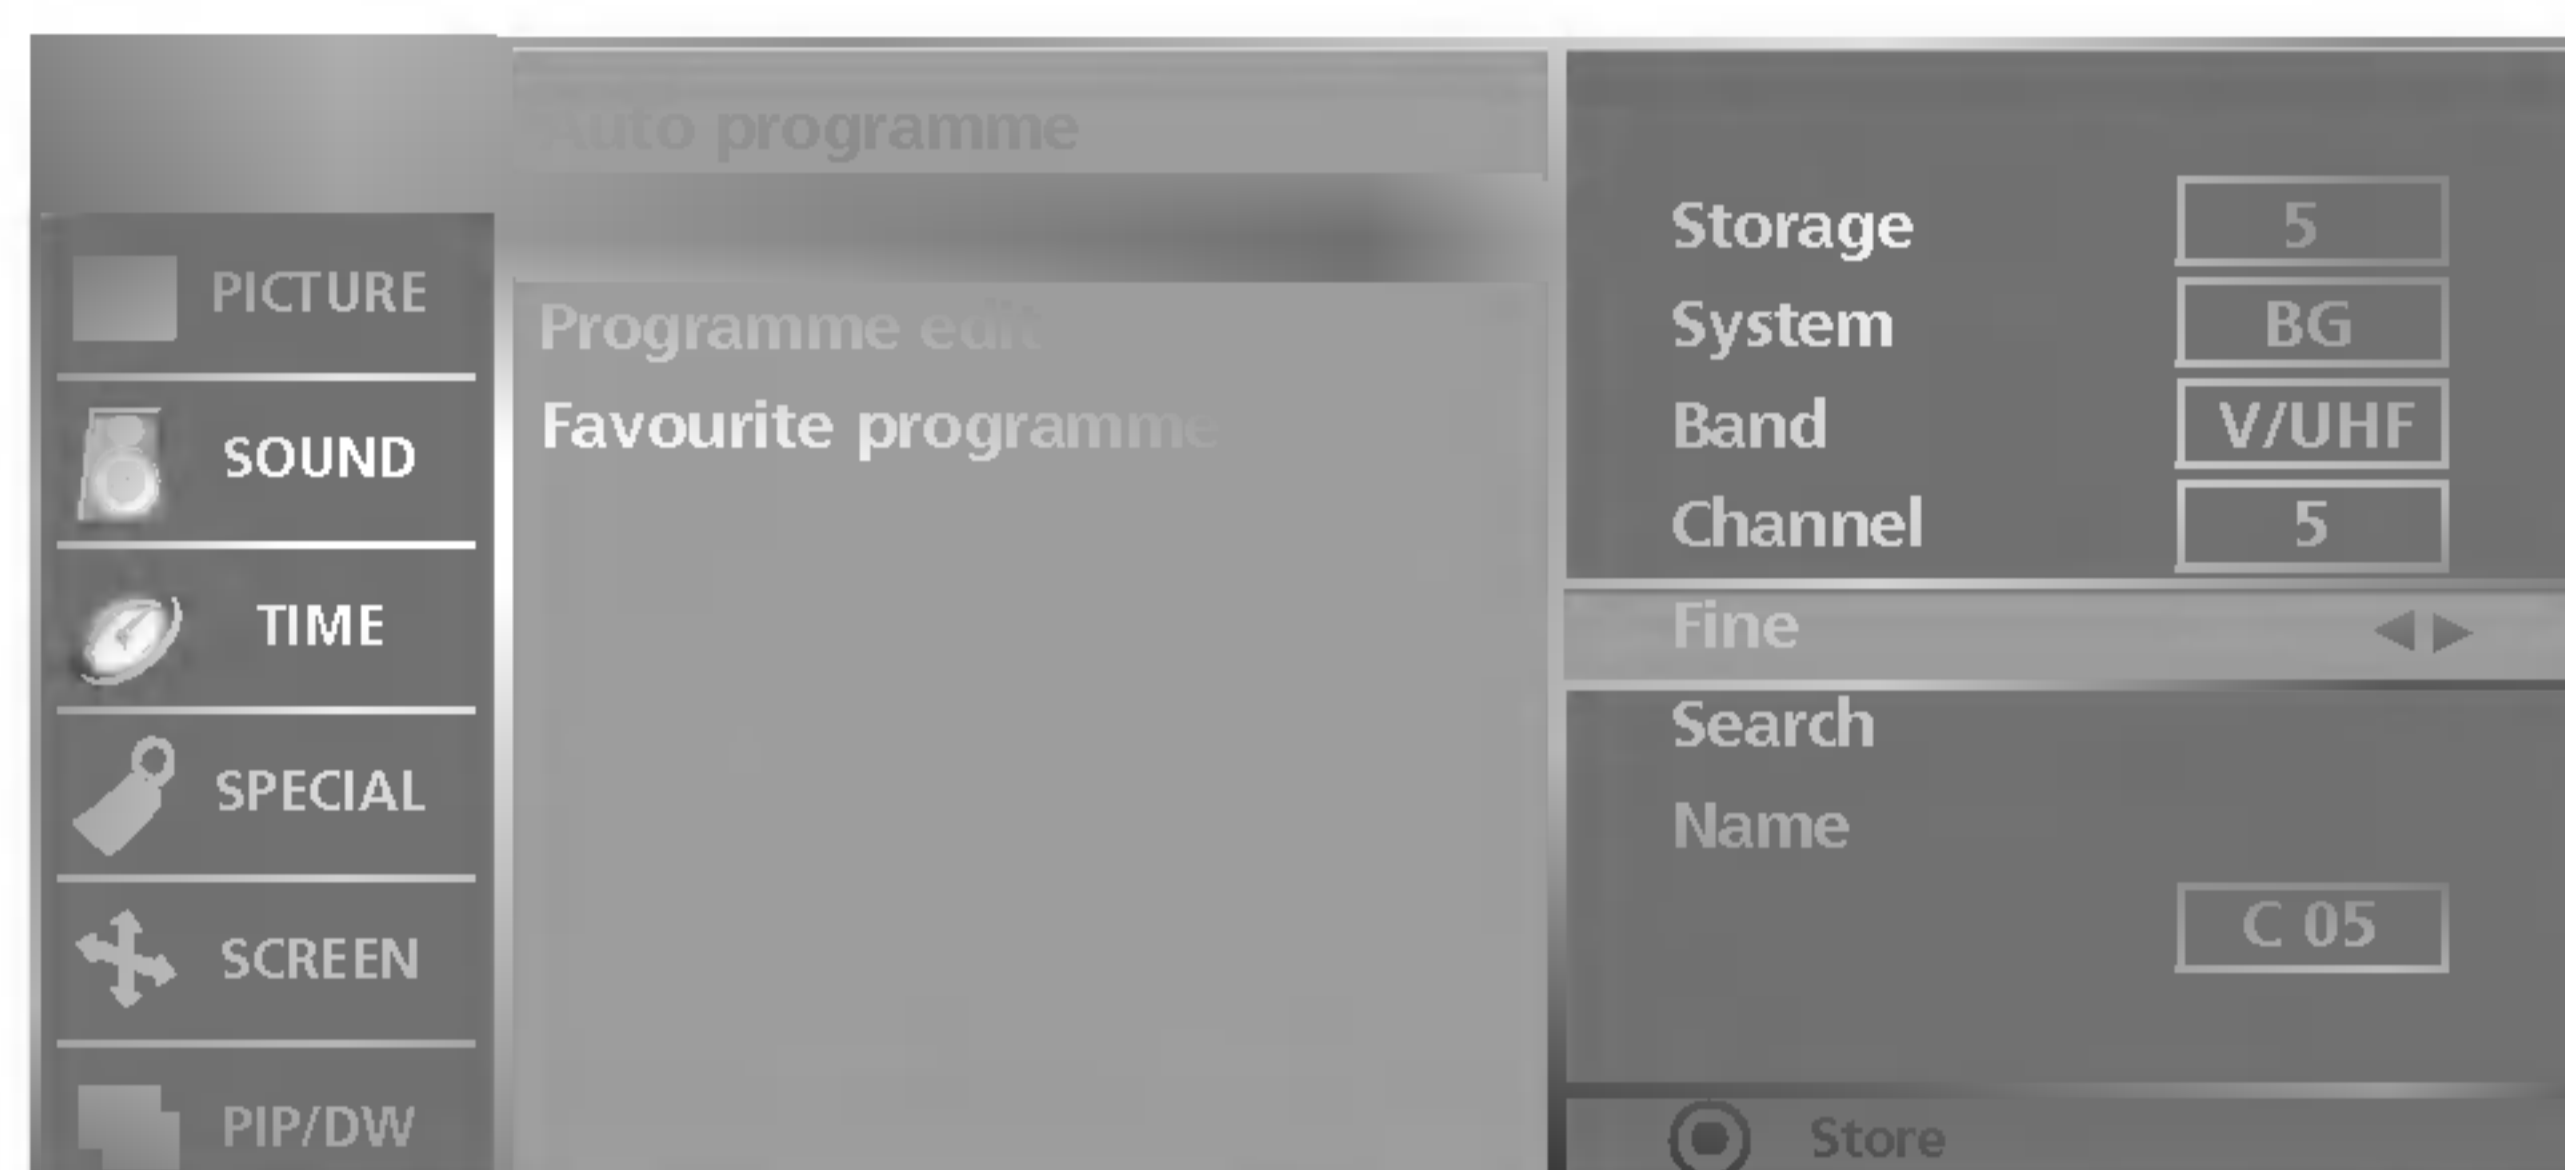 Auto programme
Programme edit
Favourite programme
PICTURE
SOUND
TIME
SPECIAL
SCREEN
PIP/DW
Storage 5
System BG
Band V/UHF
Channel 5
Fine ◀ ▶
Search
Name
C 05
Store